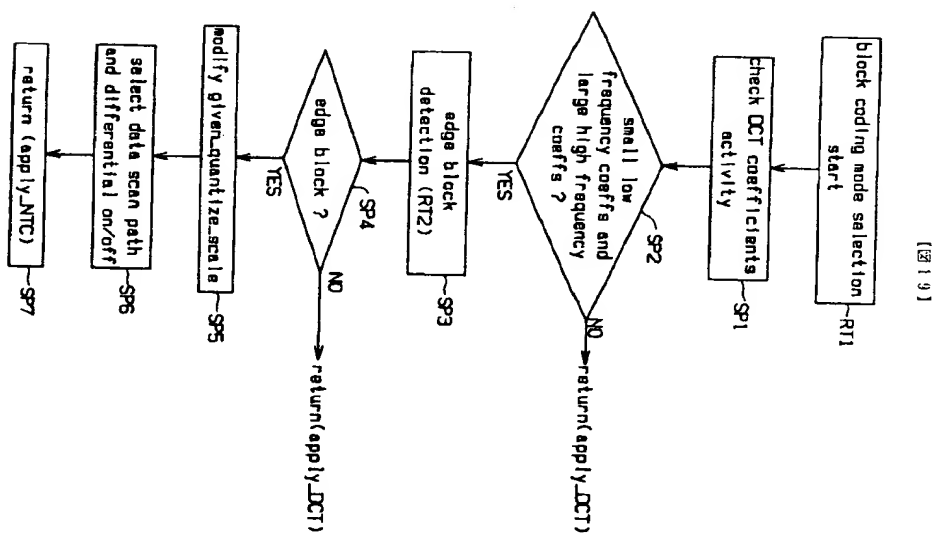 [図19]
block coding mode selection
start
RT1
check DCT coefficients
activity
SP1
small low
frequency coeffs and
large high frequency
coeffs ?
SP2
NO
return(apply_DCT)
YES
edge block
detection (RT2)
SP3
edge block ?
SP4
NO
return(apply_DCT)
YES
modify given_quantize_scale
SP5
select data scan path
and differential on/off
SP6
return (apply_NTC)
SP7